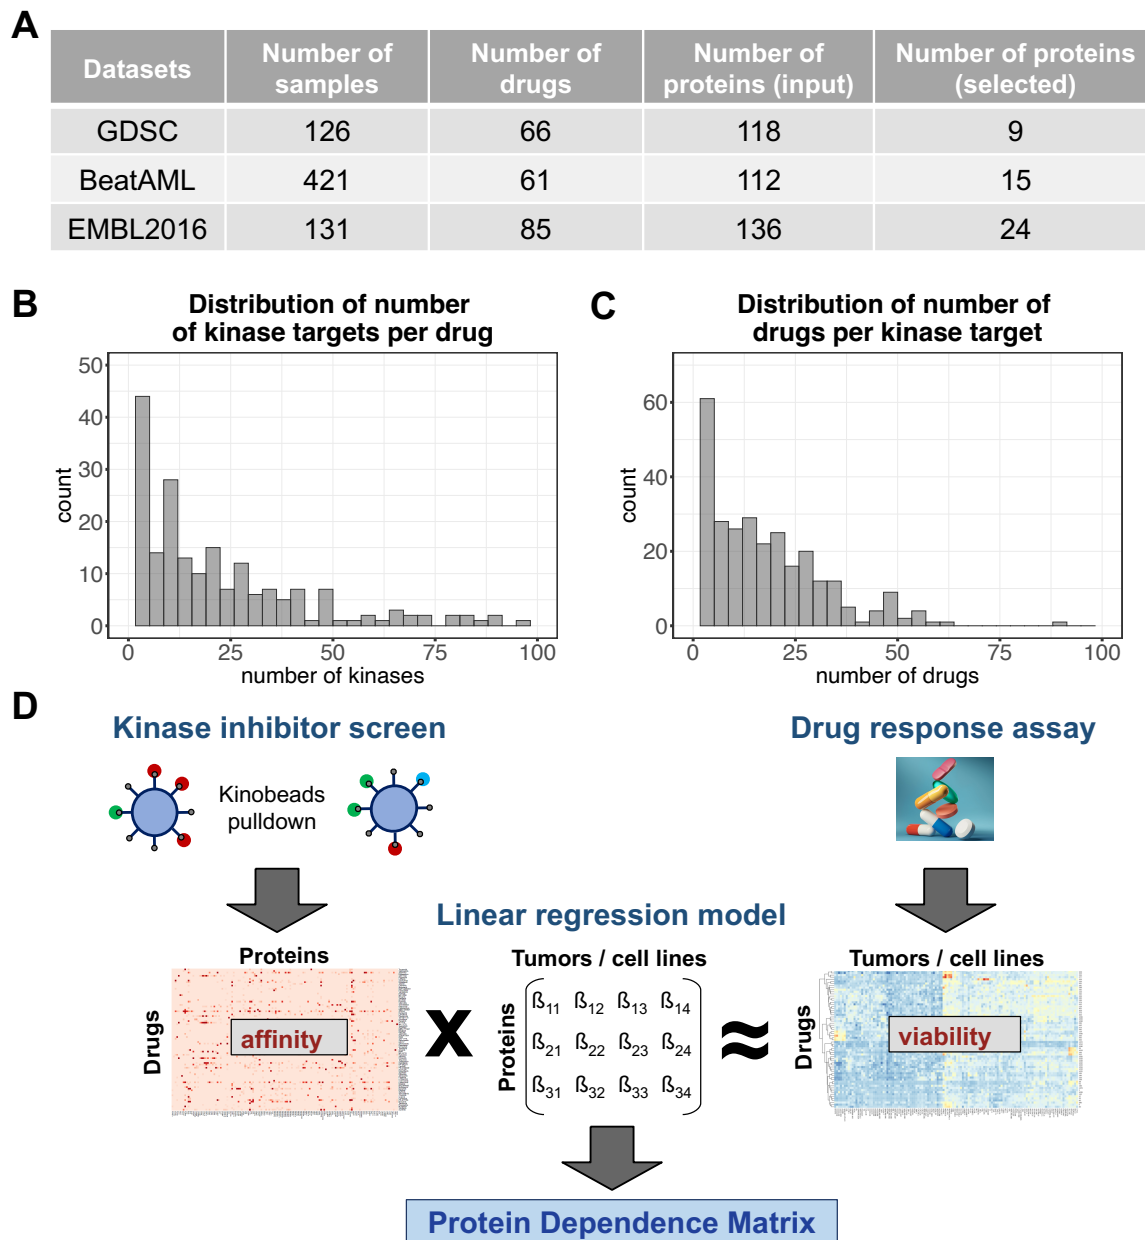 A
Datasets
Number of samples
Number of drugs
Number of proteins (input)
Number of proteins (selected)
GDSC 126 66 118 9
BeatAML 421 61 112 15
EMBL2016 131 85 136 24
B
Distribution of number
of kinase targets per drug
50
40
30
20
10
0
count
0 25 50 75 100
number of kinases
C
Distribution of number of
drugs per kinase target
60
40
20
0
count
0 25 50 75 100
number of drugs
D
Kinase inhibitor screen
Kinobeads
pulldown
Drug response assay
Linear regression model
Proteins
Drugs
affinity
x
Tumors / cell lines
Proteins
ß11 ß12 ß13 ß14
ß21 ß22 ß23 ß24
ß31 ß32 ß33 ß34
≈
Tumors / cell lines
Drugs
viability
Protein Dependence Matrix